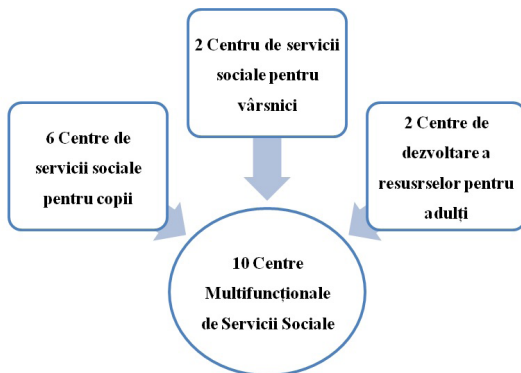 2 Centru de servicii
sociale pentru
vârsnici
6 Centre de
servicii sociale
pentru copii
2 Centre de
dezvoltare a
resusrselor pentru
adulți
10 Centre
Multifuncționale
de Servicii Sociale